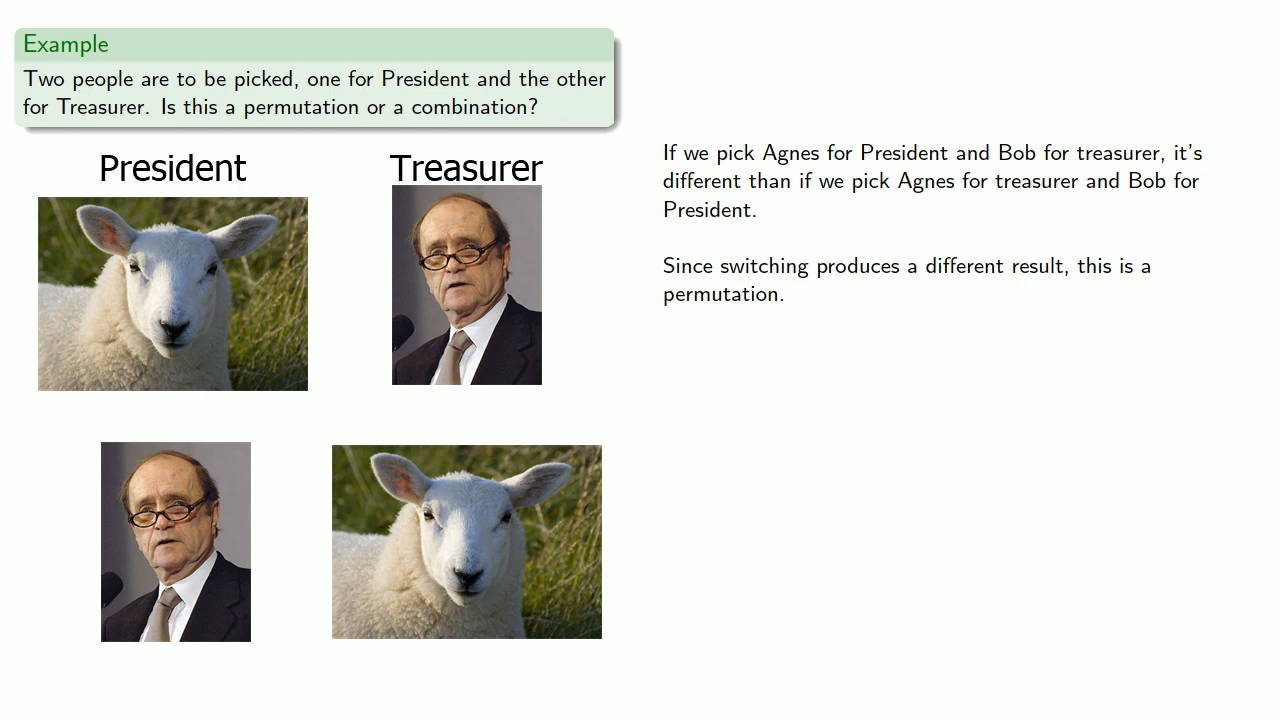 Example
Two people are to be picked, one for President and the other
for Treasurer. Is this a permutation or a combination?
President
Treasurer
If we pick Agnes for President and Bob for treasurer, it's
different than if we pick Agnes for treasurer and Bob for
President.
Since switching produces a different result, this is a
permutation.